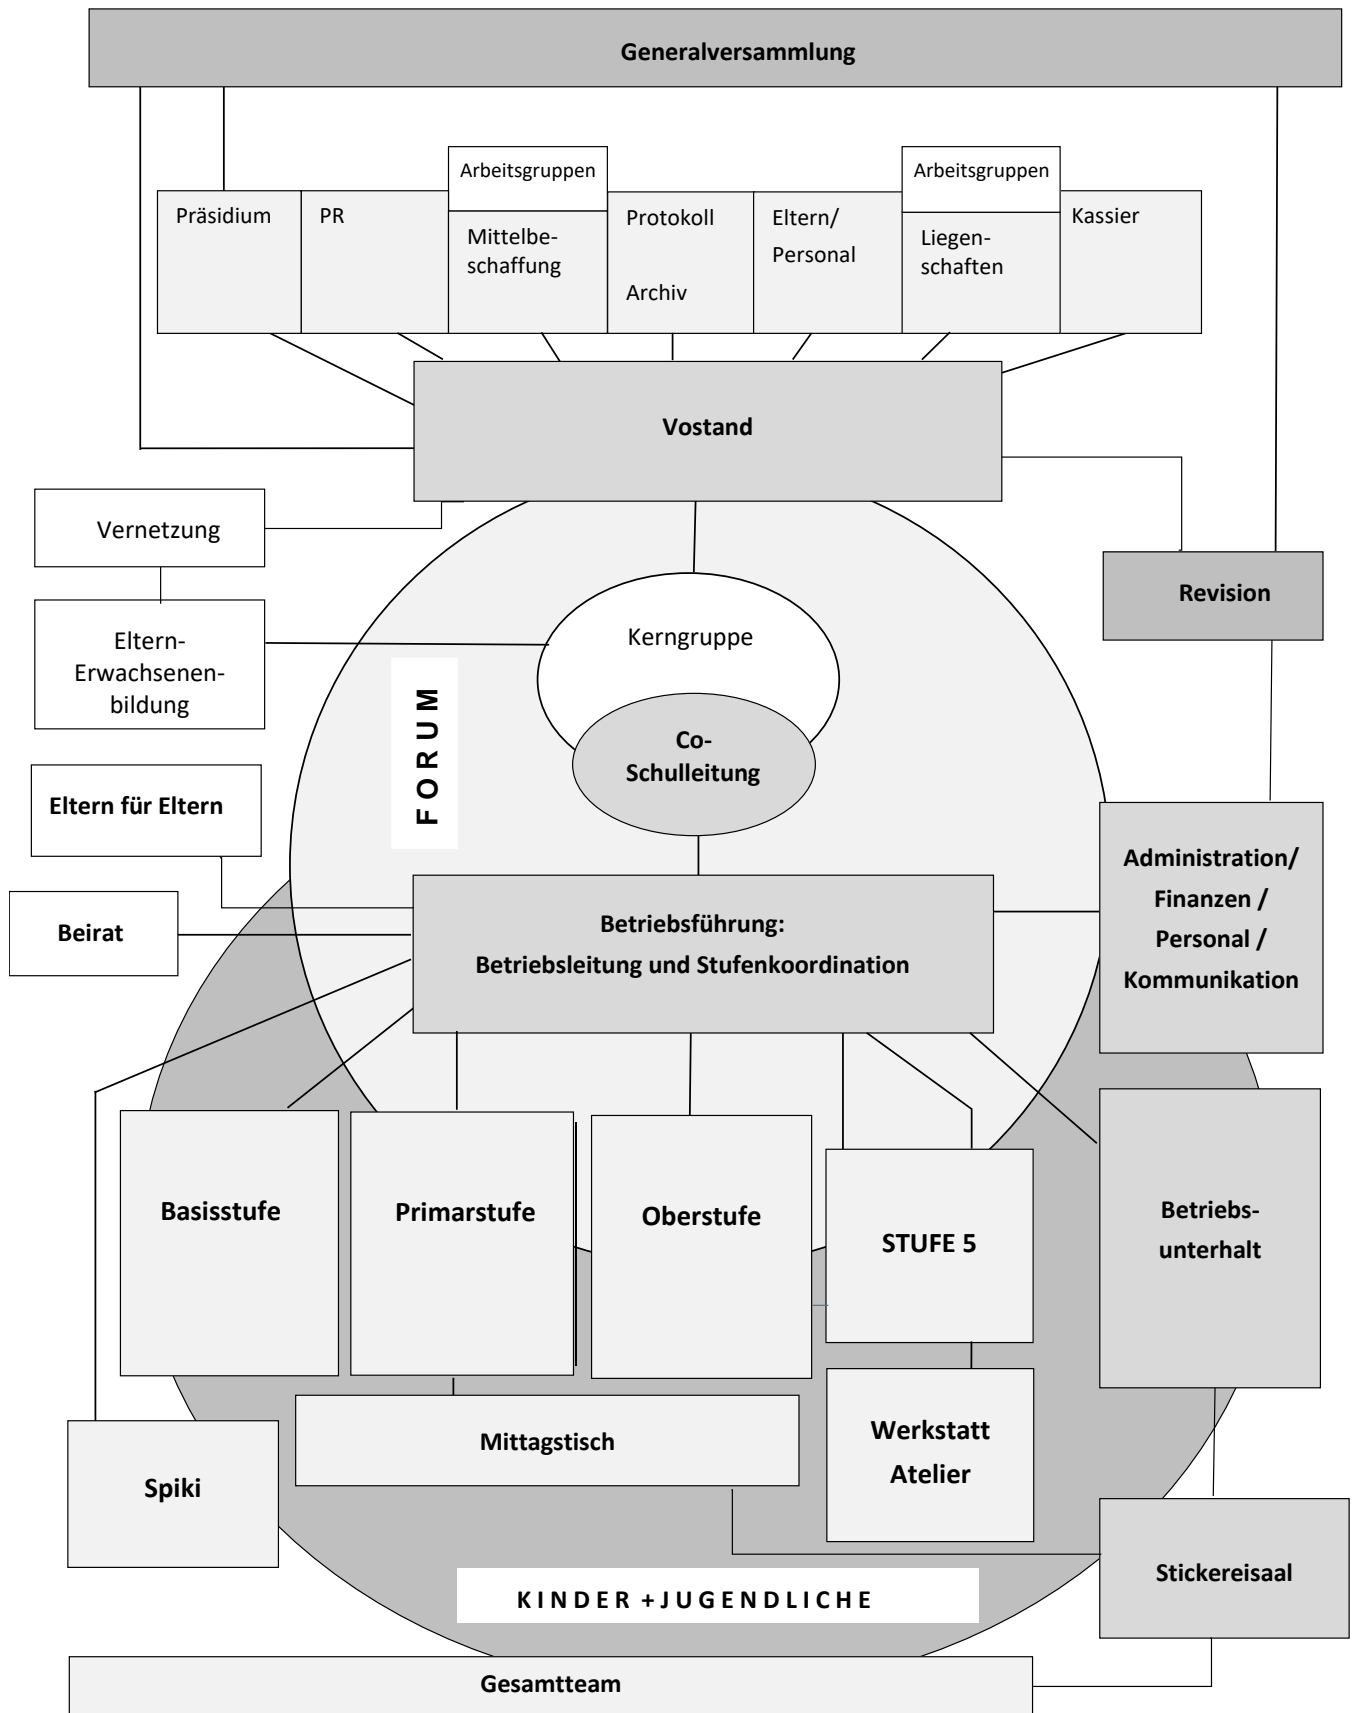 Generalversammlung
Arbeitsgruppen
Arbeitsgruppen
Präsidium
PR
Mittelbe-
schaffung
Protokoll
Archiv
Eltern/
Personal
Liegen-
schaften
Kassier
Vostand
Vernetzung
Revision
Eltern-
Erwachsenen-
bildung
Kerngruppe
FORUM
Co-
Schulleitung
Eltern für Eltern
Administration/
Finanzen /
Personal /
Kommunikation
Beirat
Betriebsführung:
Betriebsleitung und Stufenkoordination
Basisstufe
Primarstufe
Oberstufe
STUFE 5
Betriebs-
unterhalt
Mittagstisch
Werkstatt
Atelier
Spiki
Stickereisaal
KINDER +JUGENDLICHE
Gesamtteam